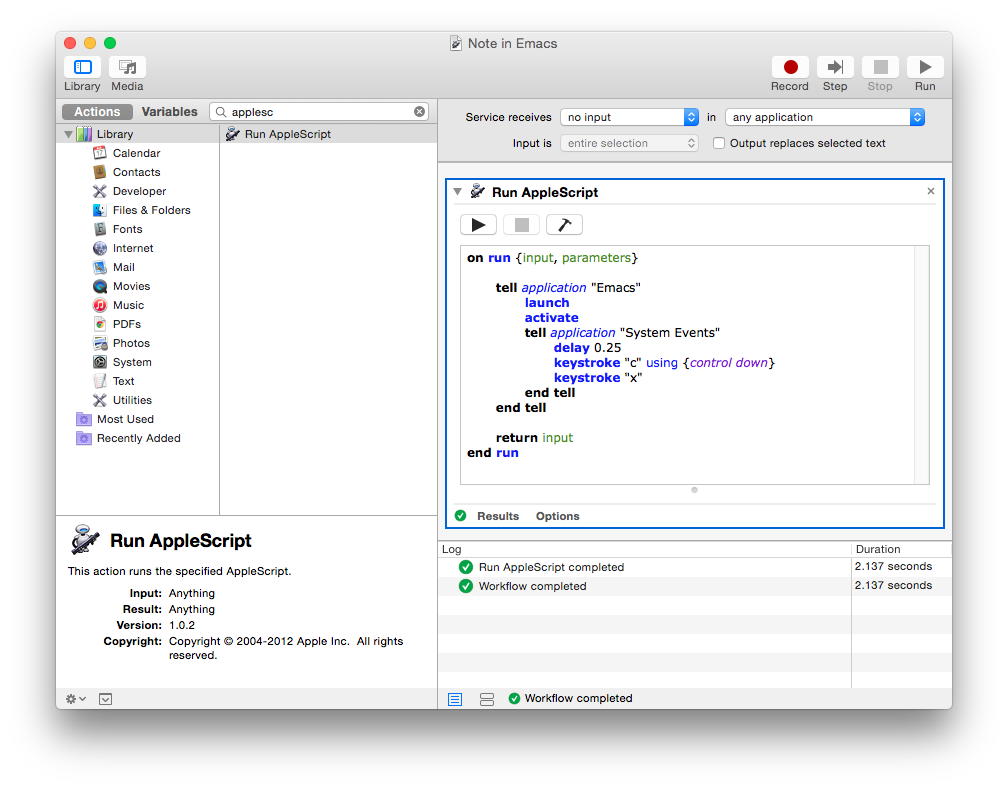 Note in Emacs
Library
Media
Record
Step
Stop
Run
Actions
Variables
applesc
Library
Calendar
Contacts
Developer
Files & Folders
Fonts
Internet
Mail
Movies
Music
PDFs
Photos
System
Text
Utilities
Most Used
Recently Added
Run AppleScript
Service receives no input in any application
Input is entire selection Output replaces selected text
Run AppleScript
on run {input, parameters}
tell application "Emacs"
launch
activate
tell application "System Events"
delay 0.25
keystroke "c" using {control down}
keystroke "x"
end tell
end tell
return input
end run
Results Options
Run AppleScript
This action runs the specified AppleScript.
Input: Anything
Result: Anything
Version: 1.0.2
Copyright: Copyright © 2004-2012 Apple Inc. All rights
reserved.
Log Duration
Run AppleScript completed 2.137 seconds
Workflow completed 2.137 seconds
Workflow completed